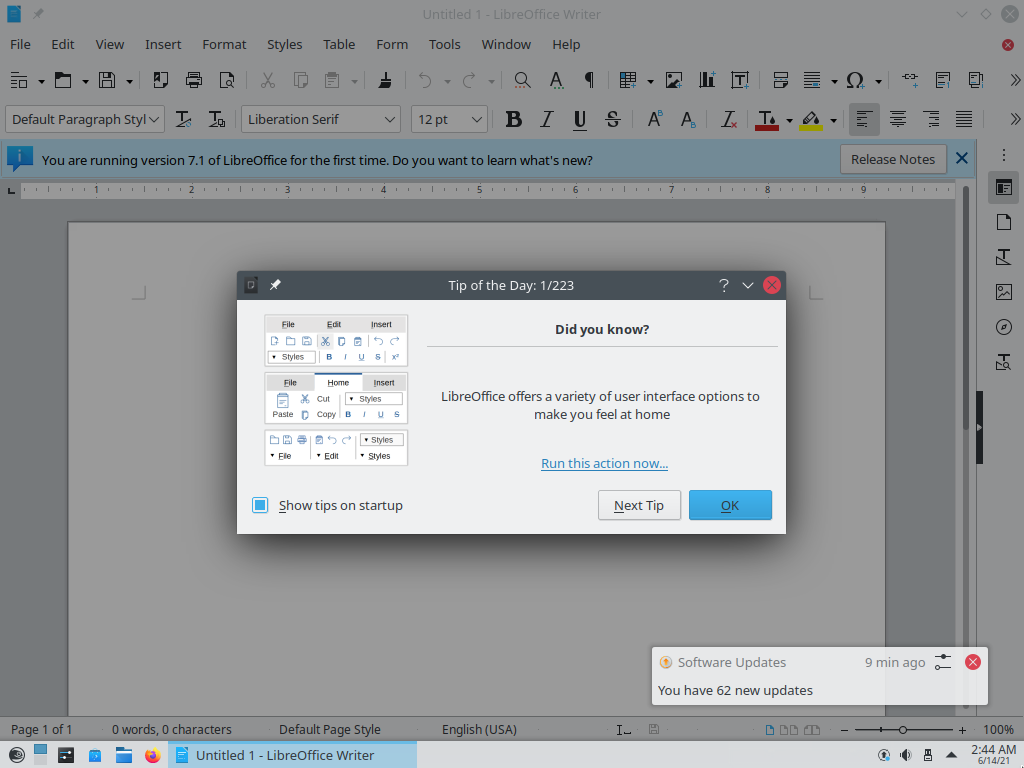 Untitled 1 - LibreOffice Writer
File Edit View Insert Format Styles Table Form Tools Window Help
Default Paragraph Styl Liberation Serif 12 pt
You are running version 7.1 of LibreOffice for the first time. Do you want to learn what's new? Release Notes
1 2 3 4 5 6 7 8 9
Tip of the Day: 1/223
File Edit Insert
Styles B I U S x²
File Home Insert
Cut Styles
Paste Copy B I U S
Styles
File Edit Styles
Did you know?
LibreOffice offers a variety of user interface options to
make you feel at home
Run this action now...
Show tips on startup Next Tip OK
Software Updates 9 min ago
You have 62 new updates
Page 1 of 1 0 words, 0 characters Default Page Style English (USA) 100%
Untitled 1 - LibreOffice Writer 2:44 AM
6/14/21